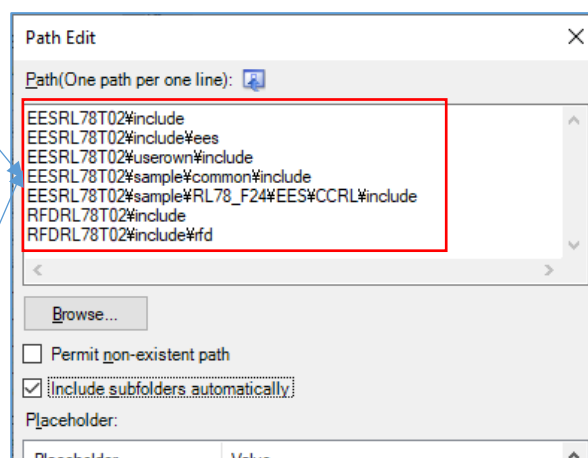 Path Edit
Path(One path per one line):
EESRL78T02¥include
EESRL78T02¥include¥ees
EESRL78T02¥userown¥include
EESRL78T02¥sample¥common¥include
EESRL78T02¥sample¥RL78_F24¥EES¥CCRL¥include
RFDRL78T02¥include
RFDRL78T02¥include¥rfd
Browse...
Permit non-existent path
Include subfolders automatically
Placeholder:
Placeholder Value